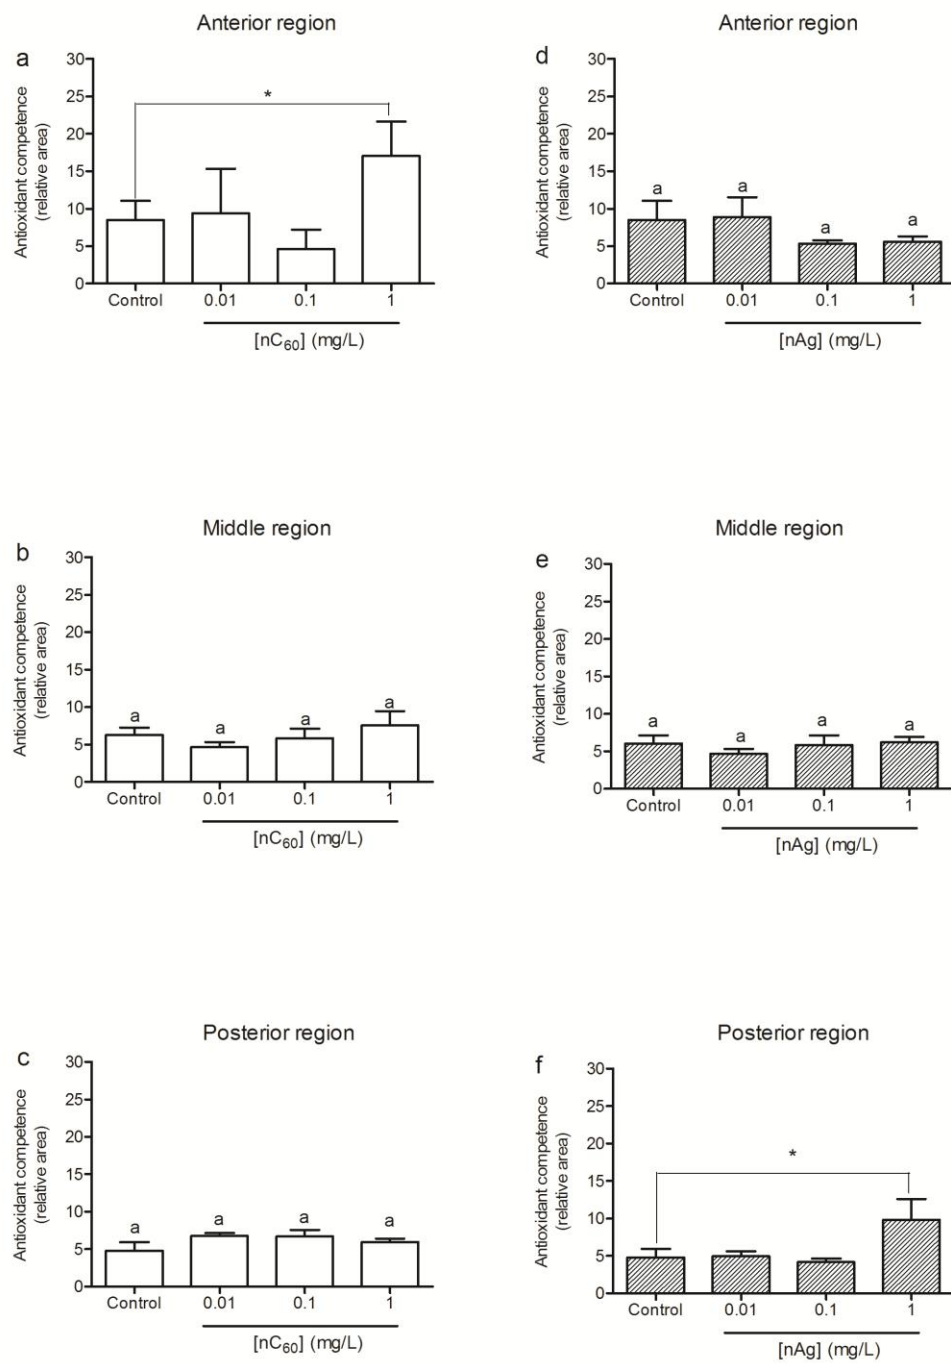 Anterior region
a
Antioxidant competence
(relative area)
30
25
20
15
10
5
0
*
Control 0.01 0.1 1
[nC60] (mg/L)
Anterior region
d
Antioxidant competence
(relative area)
30
25
20
15
10
5
0
a a a a
Control 0.01 0.1 1
[nAg] (mg/L)
Middle region
b
Antioxidant competence
(relative area)
30
25
20
15
10
5
0
a a a a
Control 0.01 0.1 1
[nC60] (mg/L)
Middle region
e
Antioxidant competence
(relative area)
30
25
20
15
10
5
0
a a a a
Control 0.01 0.1 1
[nAg] (mg/L)
Posterior region
c
Antioxidant competence
(relative area)
30
25
20
15
10
5
0
a a a a
Control 0.01 0.1 1
[nC60] (mg/L)
Posterior region
f
Antioxidant competence
(relative area)
30
25
20
15
10
5
0
*
Control 0.01 0.1 1
[nAg] (mg/L)